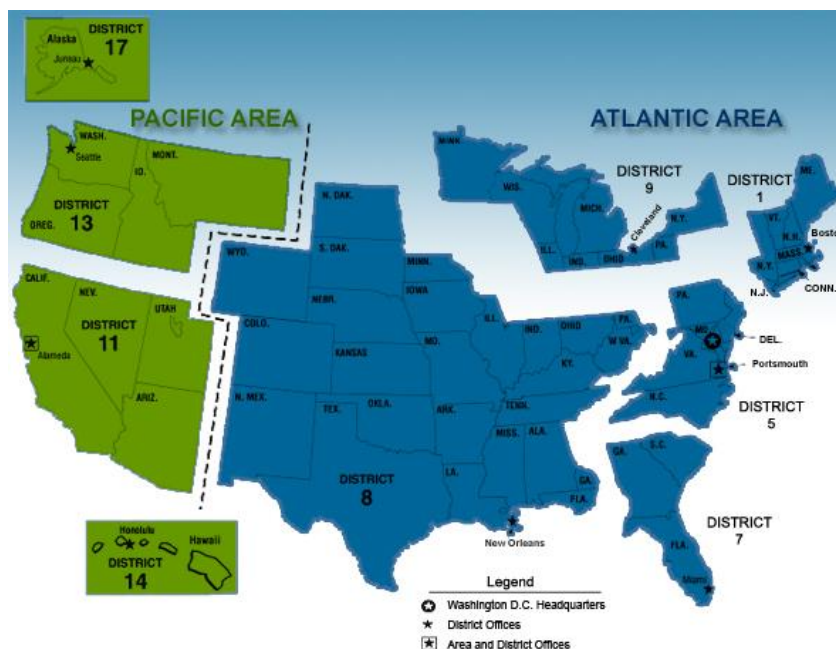 DISTRICT
17
Alaska
Juneau
PACIFIC AREA
ATLANTIC AREA
WASH.
Seattle
ID.
MONT.
OREG.
DISTRICT
13
CALIF.
NEV.
UTAH
DISTRICT
11
Alameda
ARIZ.
Honolulu
Hawaii
DISTRICT
14
N. DAK.
WYO.
S. DAK.
MINN.
NEBR.
IOWA
COLO.
ILL.
IND.
OHIO
PA.
W VA.
KANSAS
MO.
KY.
N. MEX.
TEX.
OKLA.
ARK.
TENN.
MISS.
ALA.
GA.
LA.
FLA.
DISTRICT
8
New Orleans
MINN.
WIS.
MICH.
DISTRICT
9
Cleveland
N.Y.
ILL.
IND.
OHIO
PA.
DISTRICT
1
ME.
VT.
N.H.
Bosto
MASS.
N.Y.
CONN.
N.J.
PA.
MD.
DEL.
VA.
Portsmouth
N.C.
DISTRICT
5
GA.
S.C.
DISTRICT
7
FLA.
Miami
Legend
Washington D.C. Headquarters
District Offices
Area and District Offices